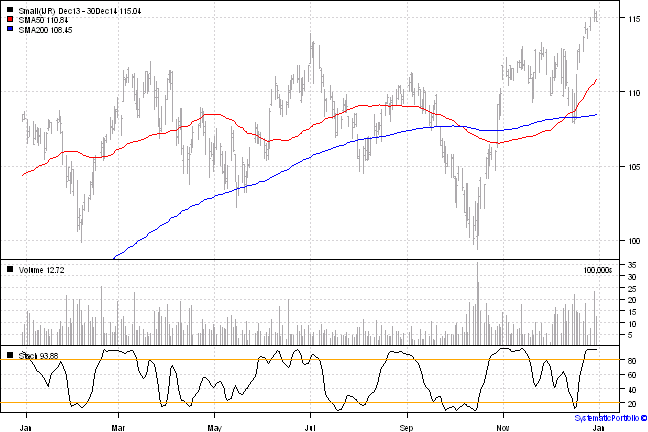 Small(IJR) Dec13 - 30Dec14 115.04
SMA50 110.84
SMA200 108.45
115
110
105
100
Volume 12.72
100,000s
35
30
25
20
15
10
5
Stoch 93.88
80
60
40
20
Jan Mar May Jul Sep Nov Jan
SystematicPortfolio ©